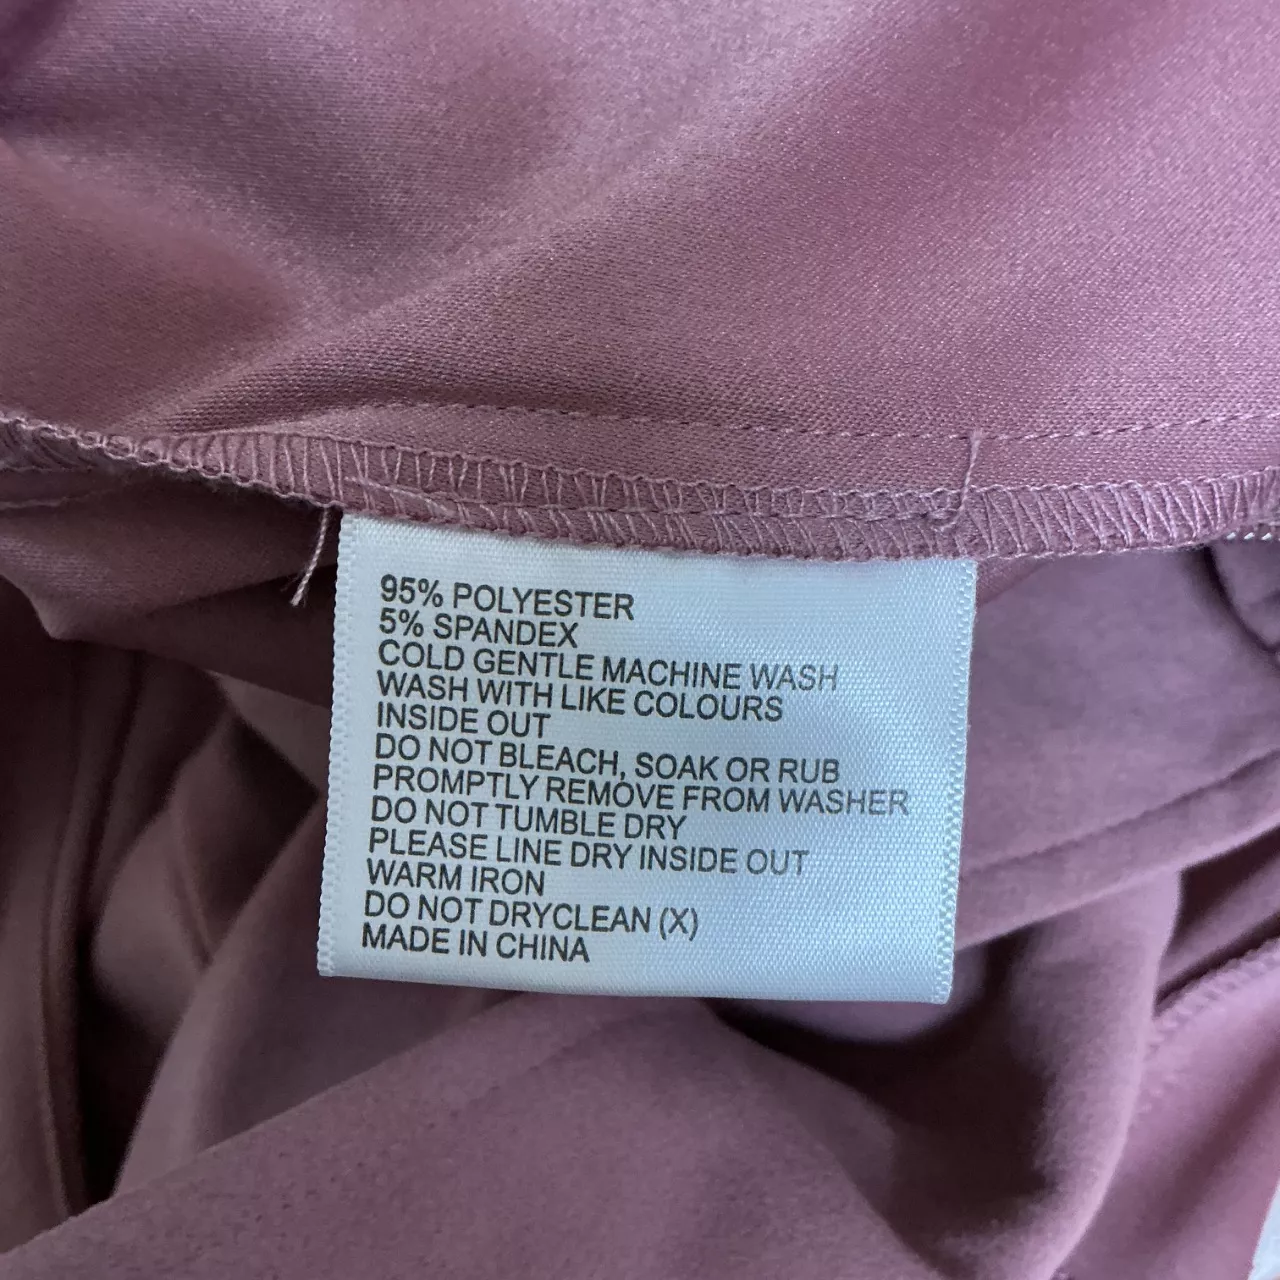 95% POLYESTER
5% SPANDEX
COLD GENTLE MACHINE WASH
WASH WITH LIKE COLOURS
INSIDE OUT
DO NOT BLEACH, SOAK OR RUB
PROMPTLY REMOVE FROM WASHER
DO NOT TUMBLE DRY
PLEASE LINE DRY INSIDE OUT
WARM IRON
DO NOT DRYCLEAN (X)
MADE IN CHINA